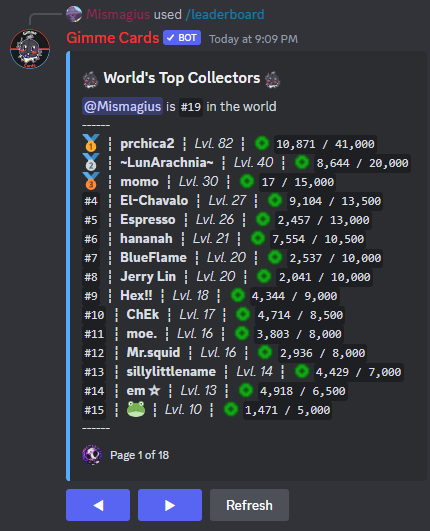 Mismagius used /leaderboard
Gimme Cards ✓ BOT Today at 9:09 PM
World's Top Collectors
@Mismagius is #19 in the world
------
🥇 ¦ prchica2 ¦ Lvl. 82 ¦ 10,871 / 41,000
🥈 ¦ ~LunArachnia~ ¦ Lvl. 40 ¦ 8,644 / 20,000
🥉 ¦ momo ¦ Lvl. 30 ¦ 17 / 15,000
#4 ¦ El-Chavalo ¦ Lvl. 27 ¦ 9,104 / 13,500
#5 ¦ Espresso ¦ Lvl. 26 ¦ 2,457 / 13,000
#6 ¦ hananah ¦ Lvl. 21 ¦ 7,554 / 10,500
#7 ¦ BlueFlame ¦ Lvl. 20 ¦ 2,537 / 10,000
#8 ¦ Jerry Lin ¦ Lvl. 20 ¦ 2,041 / 10,000
#9 ¦ Hex!! ¦ Lvl. 18 ¦ 4,344 / 9,000
#10 ¦ ChEk ¦ Lvl. 17 ¦ 4,714 / 8,500
#11 ¦ moe. ¦ Lvl. 16 ¦ 3,803 / 8,000
#12 ¦ Mr.squid ¦ Lvl. 16 ¦ 2,936 / 8,000
#13 ¦ sillylittlename ¦ Lvl. 14 ¦ 4,429 / 7,000
#14 ¦ em ☆ ¦ Lvl. 13 ¦ 4,918 / 6,500
#15 ¦ 🐸 ¦ Lvl. 10 ¦ 1,471 / 5,000
------
Page 1 of 18
◀ ▶ Refresh